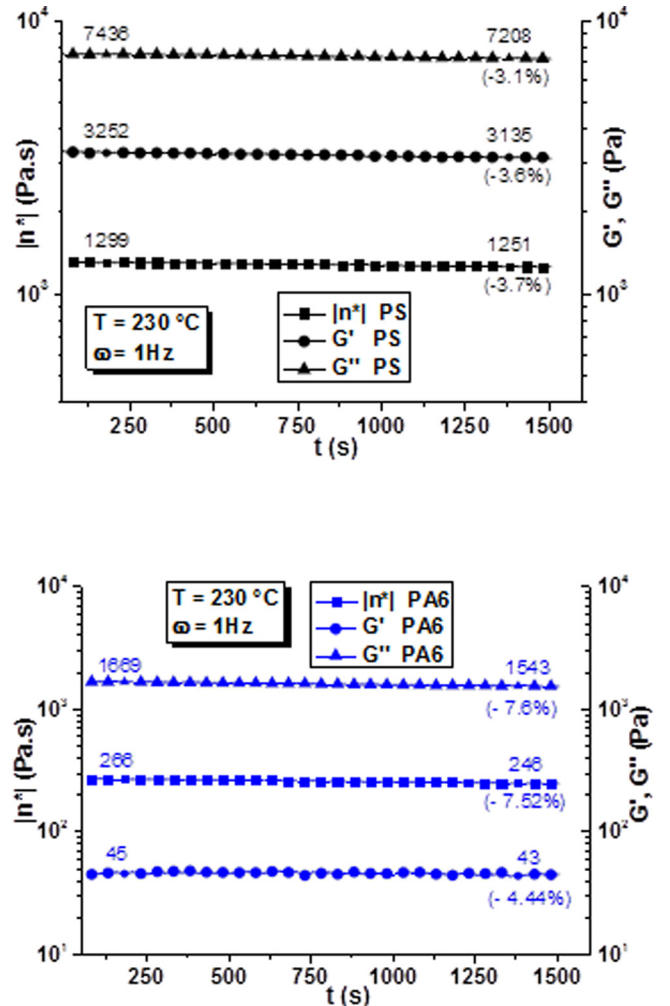 10⁴
10⁴
7436
7208
(-3.1%)
3252
3135
(-3.6%)
|n*| (Pa.s)
G', G'' (Pa)
1299
1251
(-3.7%)
10³
10³
T = 230 ºC
ω = 1Hz
|n*| PS
G' PS
G'' PS
250 500 750 1000 1250 1500
t (s)
10⁴
10⁴
T = 230 ºC
ω = 1Hz
|n*| PA6
G' PA6
G'' PA6
1669
1543
(- 7.6%)
10³
10³
|n*| (Pa.s)
G', G'' (Pa)
266
246
(- 7.52%)
10²
10²
45
43
(- 4.44%)
10¹
10¹
250 500 750 1000 1250 1500
t (s)